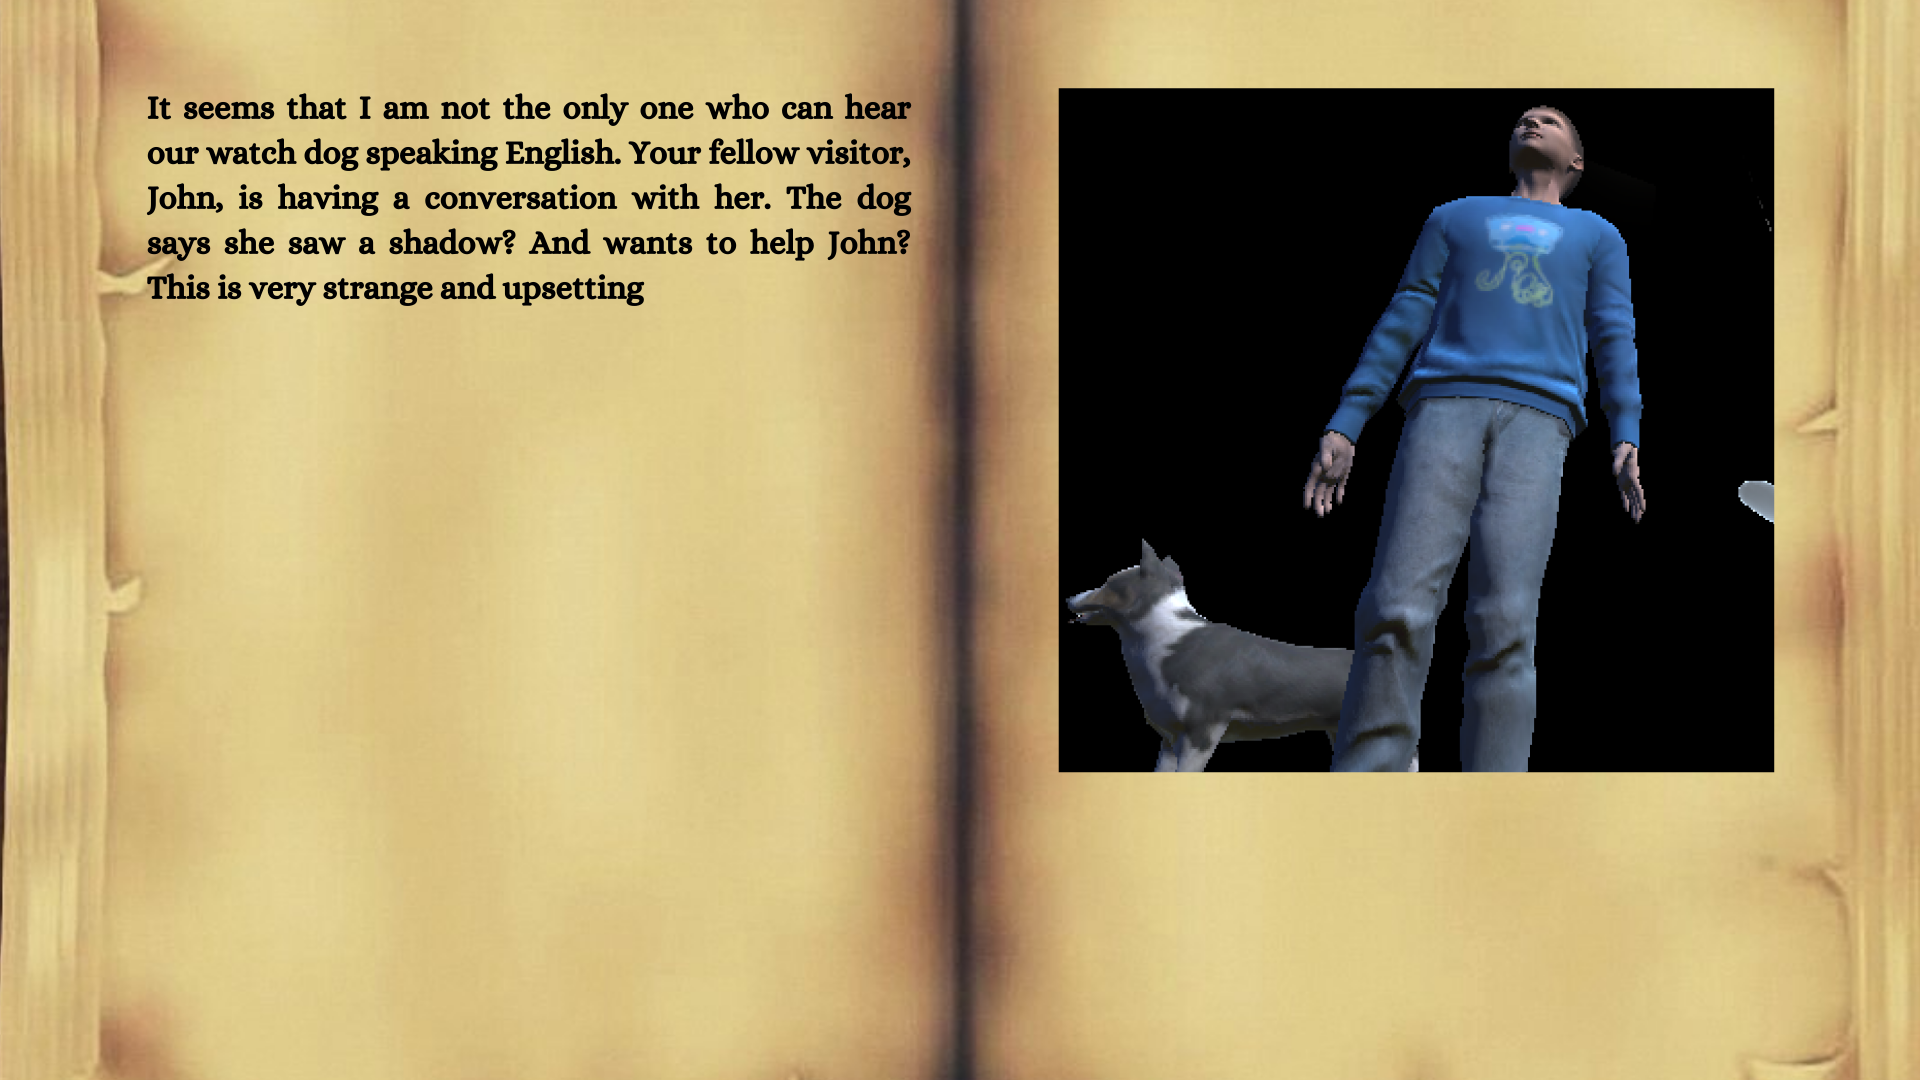 It seems that I am not the only one who can hear
our watch dog speaking English. Your fellow visitor,
John, is having a conversation with her. The dog
says she saw a shadow? And wants to help John?
This is very strange and upsetting